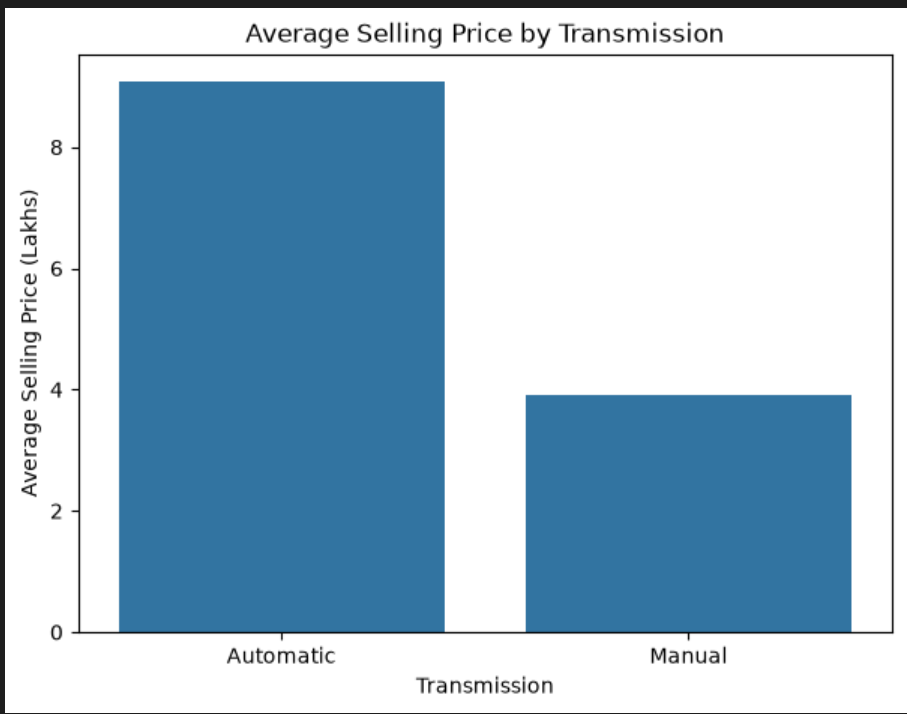 Average Selling Price by Transmission
Average Selling Price (Lakhs)
8
6
4
2
0
Automatic Manual
Transmission